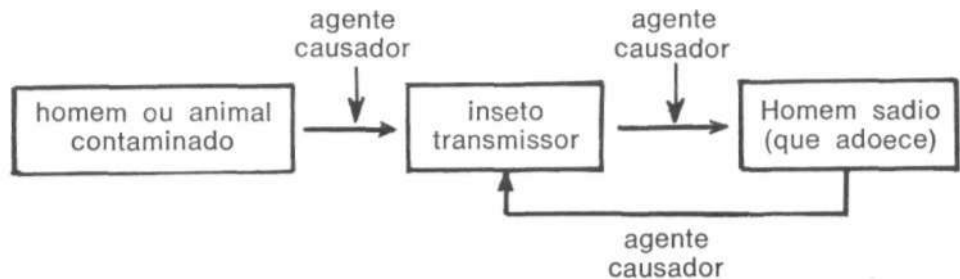 agente
causador
agente
causador
homem ou animal
contaminado
inseto
transmissor
Homem sadio
(que adoece)
agente
causador